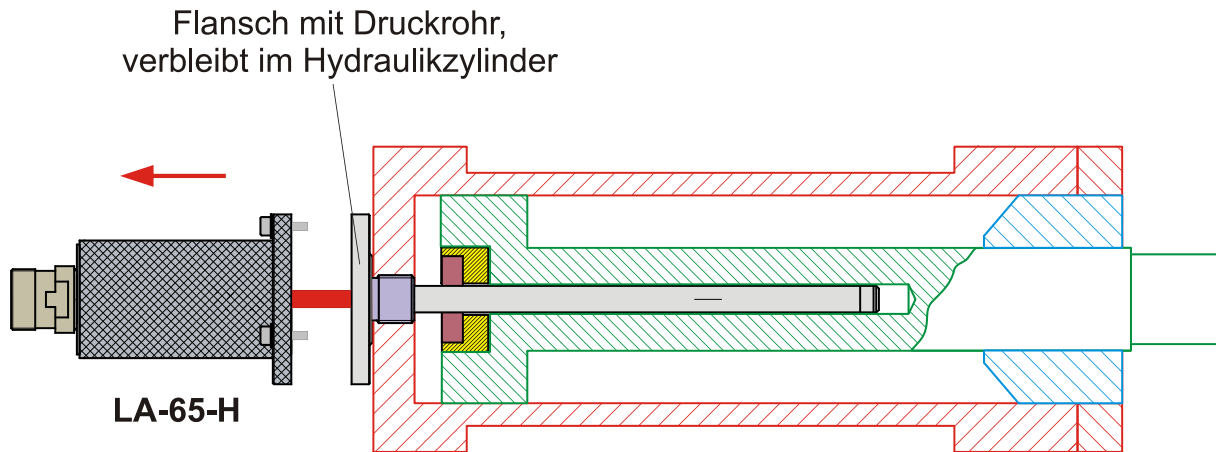 Flansch mit Druckrohr,
verbleibt im Hydraulikzylinder
LA-65-H